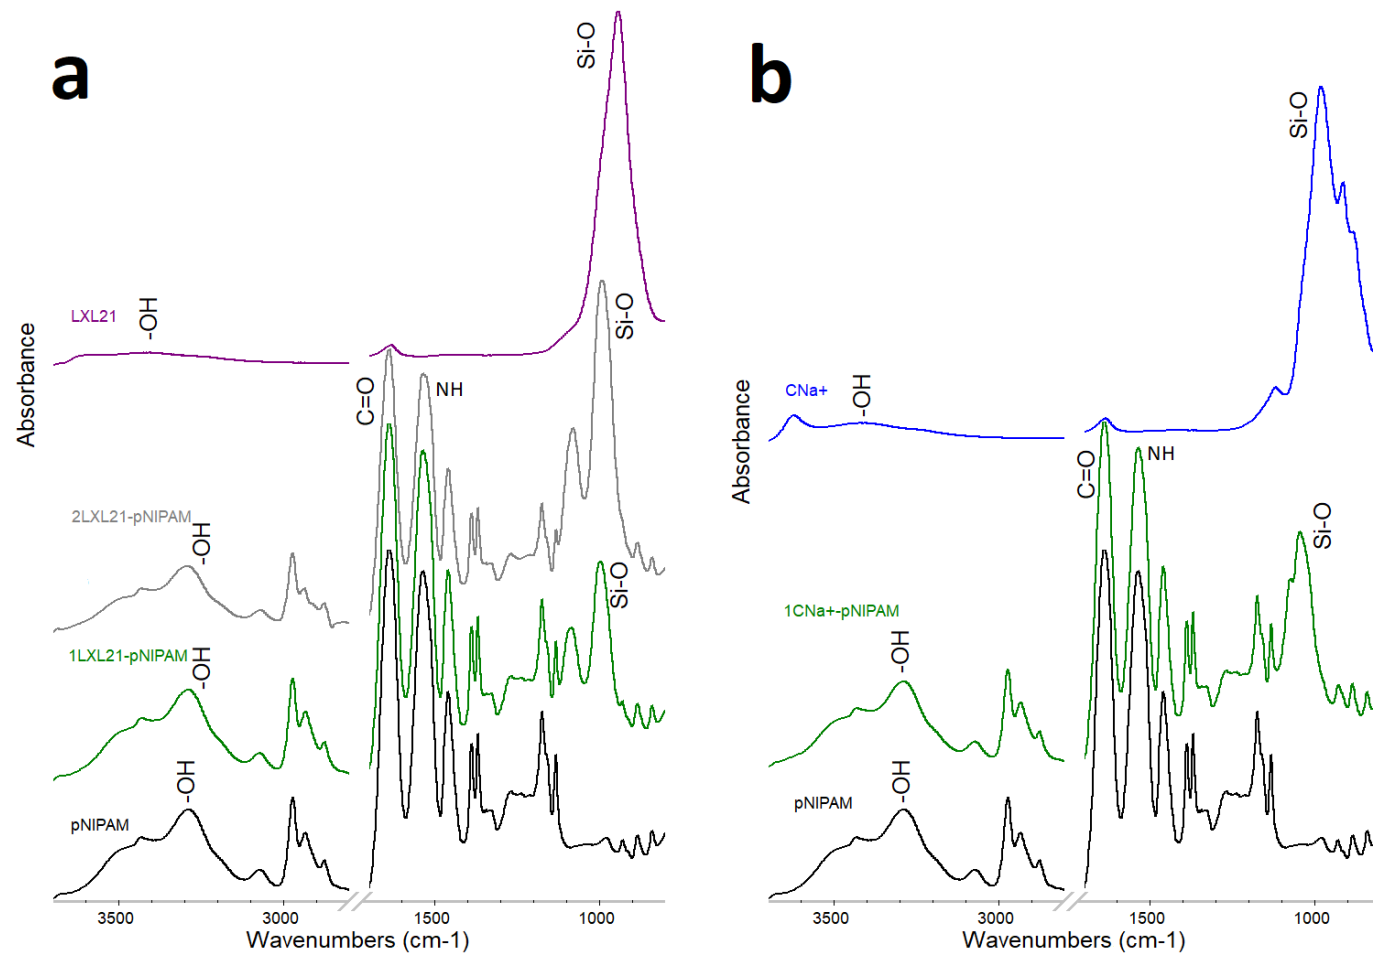 a
Si-O
LXL21
-OH
Si-O
C=O
NH
2LXL21-pNIPAM
-OH
Si-O
1LXL21-pNIPAM
-OH
-OH
pNIPAM
Absorbance
3500
3000
1500
1000
Wavenumbers (cm-1)
b
Si-O
CNa+
-OH
C=O
NH
Si-O
1CNa+-pNIPAM
-OH
-OH
pNIPAM
Absorbance
3500
3000
1500
1000
Wavenumbers (cm-1)